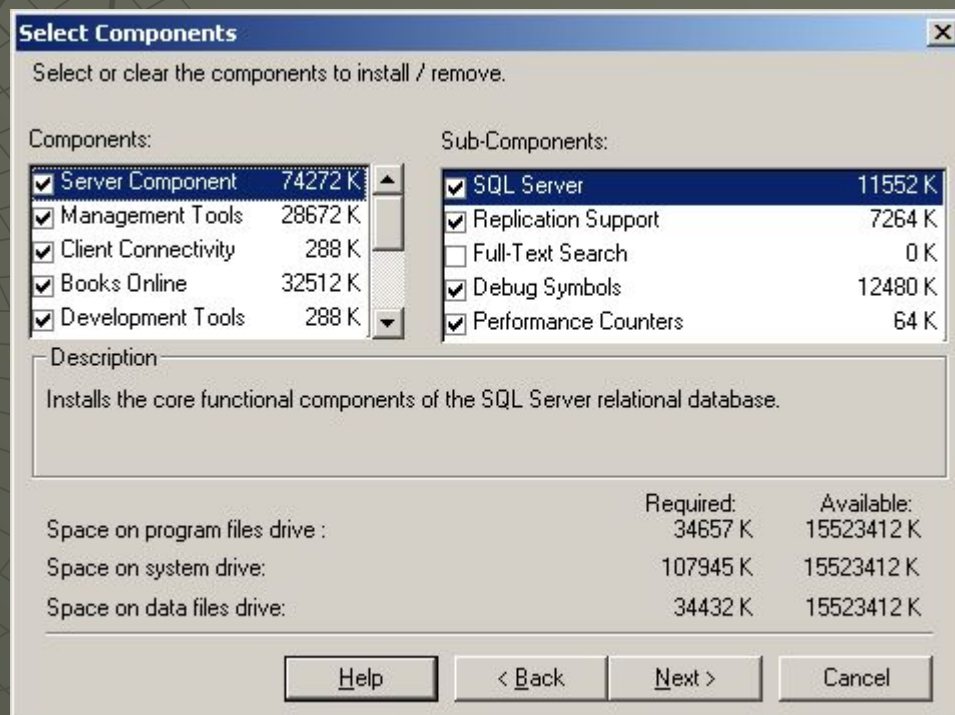 Select Components
Select or clear the components to install / remove.
Components:
Server Component 74272 K
Management Tools 28672 K
Client Connectivity 288 K
Books Online 32512 K
Development Tools 288 K
Sub-Components:
SQL Server 11552 K
Replication Support 7264 K
Full-Text Search 0 K
Debug Symbols 12480 K
Performance Counters 64 K
Description
Installs the core functional components of the SQL Server relational database.
Required: Available:
Space on program files drive : 34657 K 15523412 K
Space on system drive: 107945 K 15523412 K
Space on data files drive: 34432 K 15523412 K
Help < Back Next > Cancel